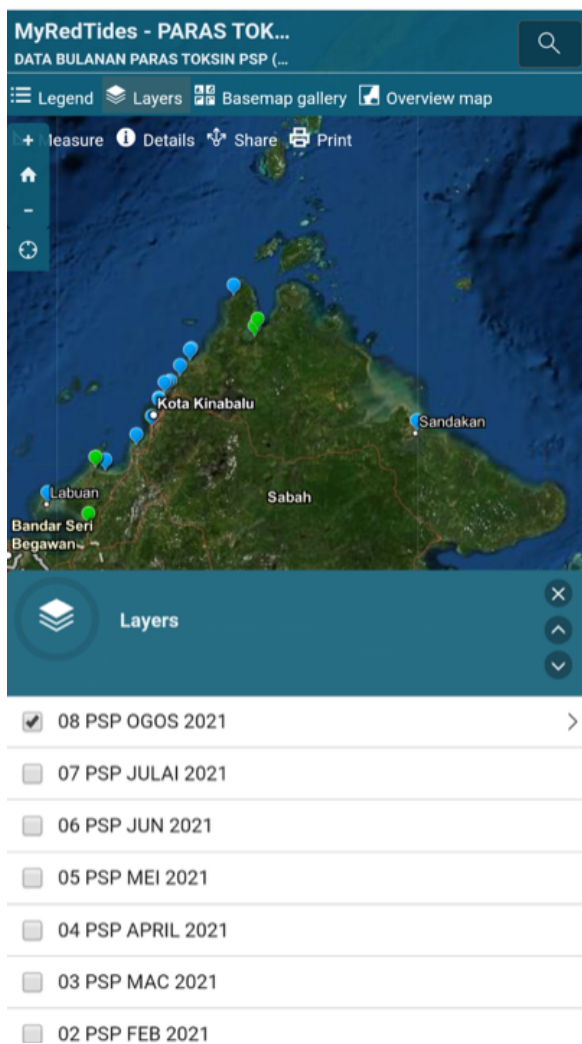 MyRedTides - PARAS TOK...
DATA BULANAN PARAS TOKSIN PSP (...
Legend Layers Basemap gallery Overview map
Measure Details Share Print
Kota Kinabalu
Sandakan
Labuan
Sabah
Bandar Seri
Begawan
Layers
08 PSP OGOS 2021
07 PSP JULAI 2021
06 PSP JUN 2021
05 PSP MEI 2021
04 PSP APRIL 2021
03 PSP MAC 2021
02 PSP FEB 2021